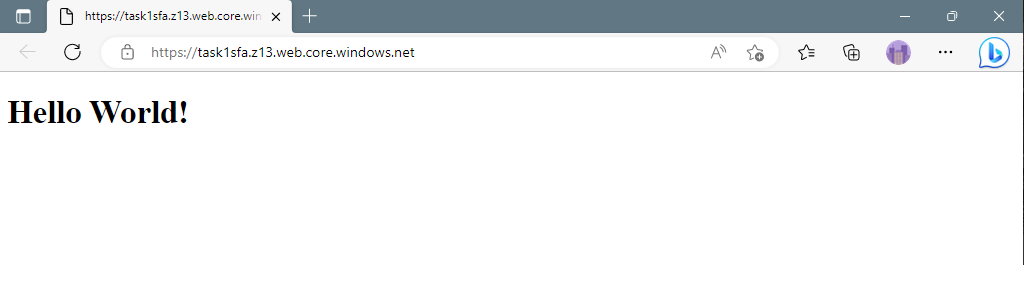 https://task1sfa.z13.web.core.win
https://task1sfa.z13.web.core.windows.net
Hello World!